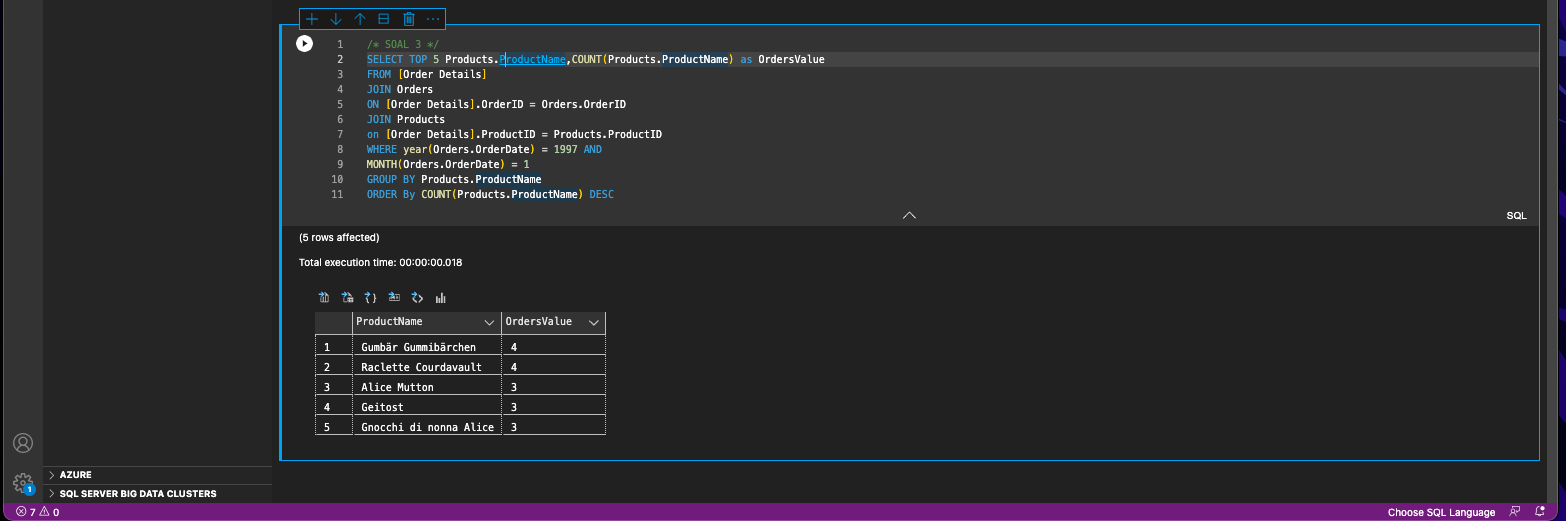 1 /* SOAL 3 */
2 SELECT TOP 5 Products.ProductName,COUNT(Products.ProductName) as OrdersValue
3 FROM [Order Details]
4 JOIN Orders
5 ON [Order Details].OrderID = Orders.OrderID
6 JOIN Products
7 on [Order Details].ProductID = Products.ProductID
8 WHERE year(Orders.OrderDate) = 1997 AND
9 MONTH(Orders.OrderDate) = 1
10 GROUP BY Products.ProductName
11 ORDER By COUNT(Products.ProductName) DESC
SQL
(5 rows affected)
Total execution time: 00:00:00.018
ProductName OrdersValue
1 Gumbär Gummibärchen 4
2 Raclette Courdavault 4
3 Alice Mutton 3
4 Geitost 3
5 Gnocchi di nonna Alice 3
AZURE
1
SQL SERVER BIG DATA CLUSTERS
7 0 Choose SQL Language